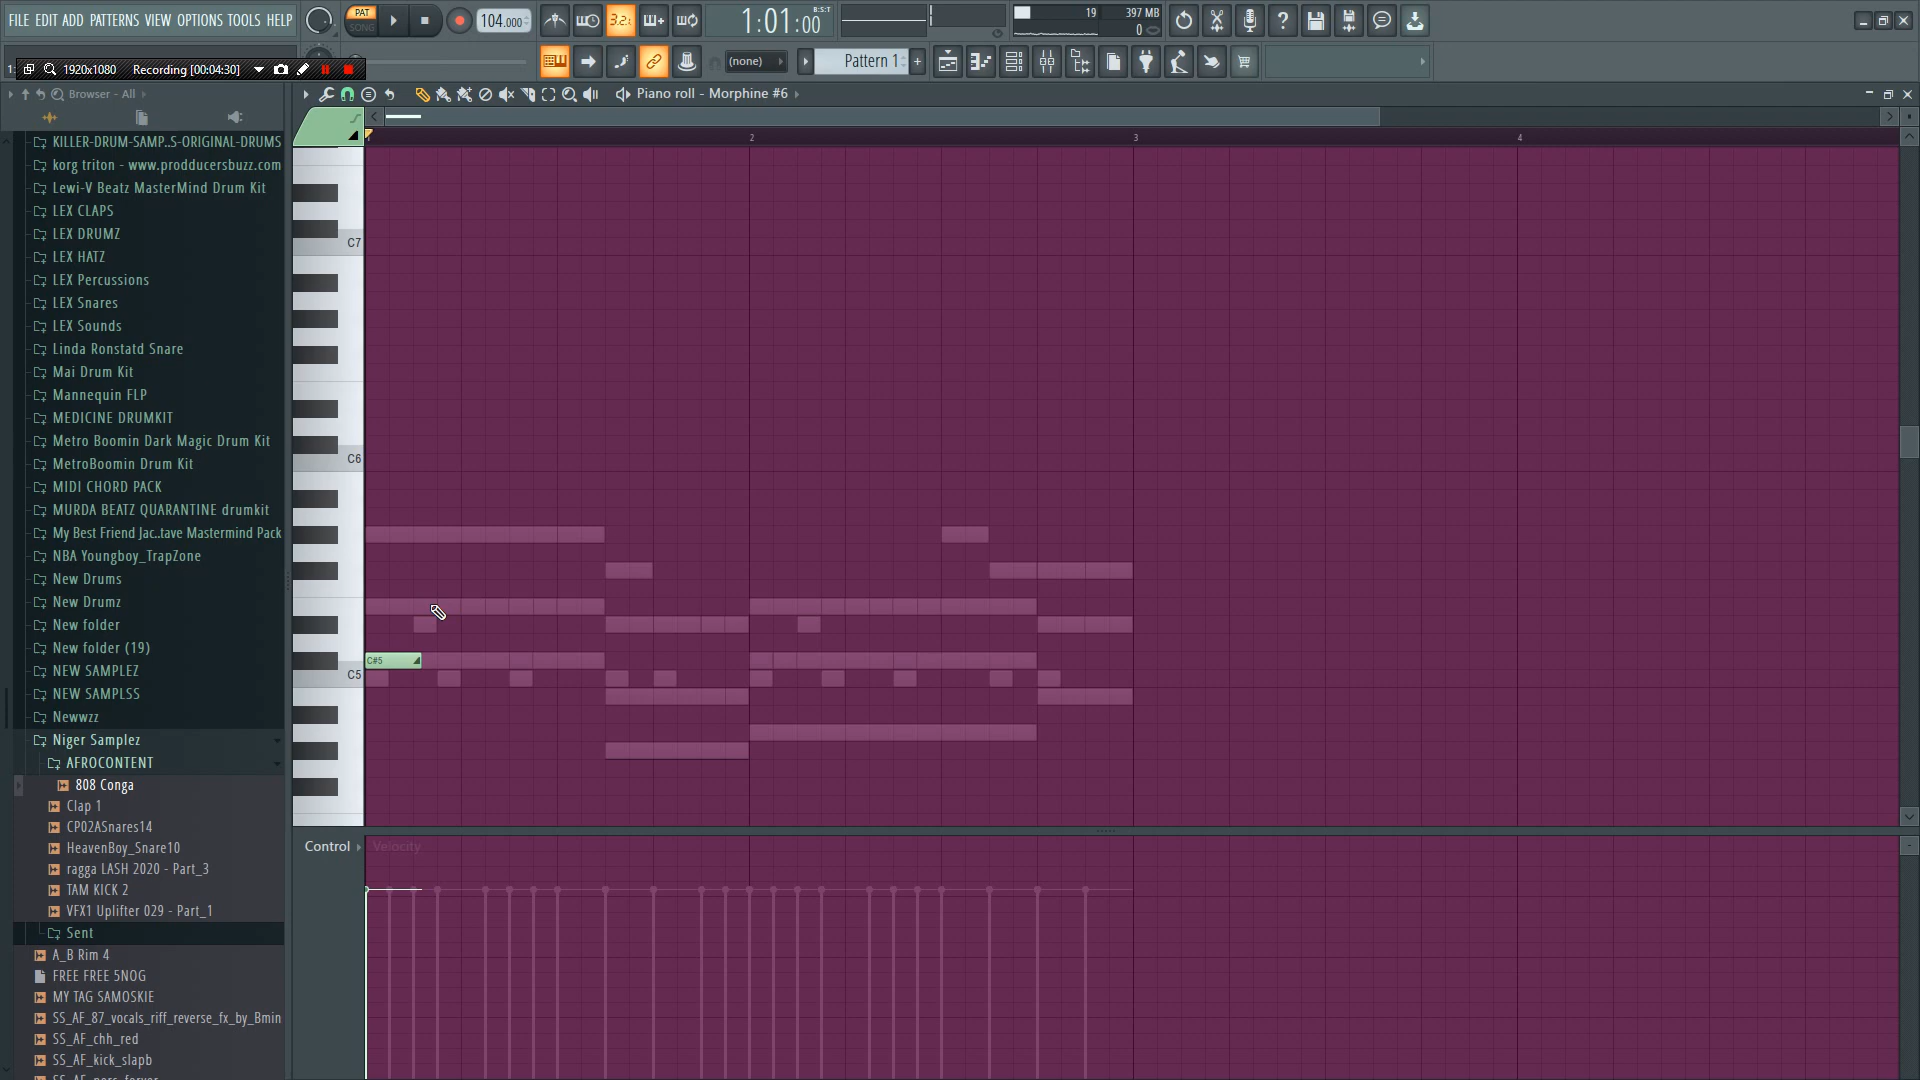 FILE EDIT ADD PATTERNS VIEW OPTIONS TOOLS HELP
PAT
SONG
104.000
3.2.
1:01:00
B:S:T
19
397 MB
0
1920x1080
Recording [00:04:30]
(none)
Pattern 1
Browser - All
Piano roll - Morphine #6
1
2
3
4
KILLER-DRUM-SAMP..S-ORIGINAL-DRUMS
korg triton - www.prodducersbuzz.com
Lewi-V Beatz MasterMind Drum Kit
LEX CLAPS
LEX DRUMZ
LEX HATZ
LEX Percussions
LEX Snares
LEX Sounds
Linda Ronstatd Snare
Mai Drum Kit
Mannequin FLP
MEDICINE DRUMKIT
Metro Boomin Dark Magic Drum Kit
MetroBoomin Drum Kit
MIDI CHORD PACK
MURDA BEATZ QUARANTINE drumkit
My Best Friend Jac..tave Mastermind Pack
NBA Youngboy_TrapZone
New Drums
New Drumz
New folder
New folder (19)
NEW SAMPLEZ
NEW SAMPLSS
Newwzz
Niger Samplez
AFROCONTENT
808 Conga
Clap 1
CP02ASnares14
HeavenBoy_Snare10
ragga LASH 2020 - Part_3
TAM KICK 2
VFX1 Uplifter 029 - Part_1
Sent
A_B Rim 4
FREE FREE 5NOG
MY TAG SAMOSKIE
SS_AF_87_vocals_riff_reverse_fx_by_Bmin
SS_AF_chh_red
SS_AF_kick_slapb
C7
C6
C5
C#5
Control
Velocity